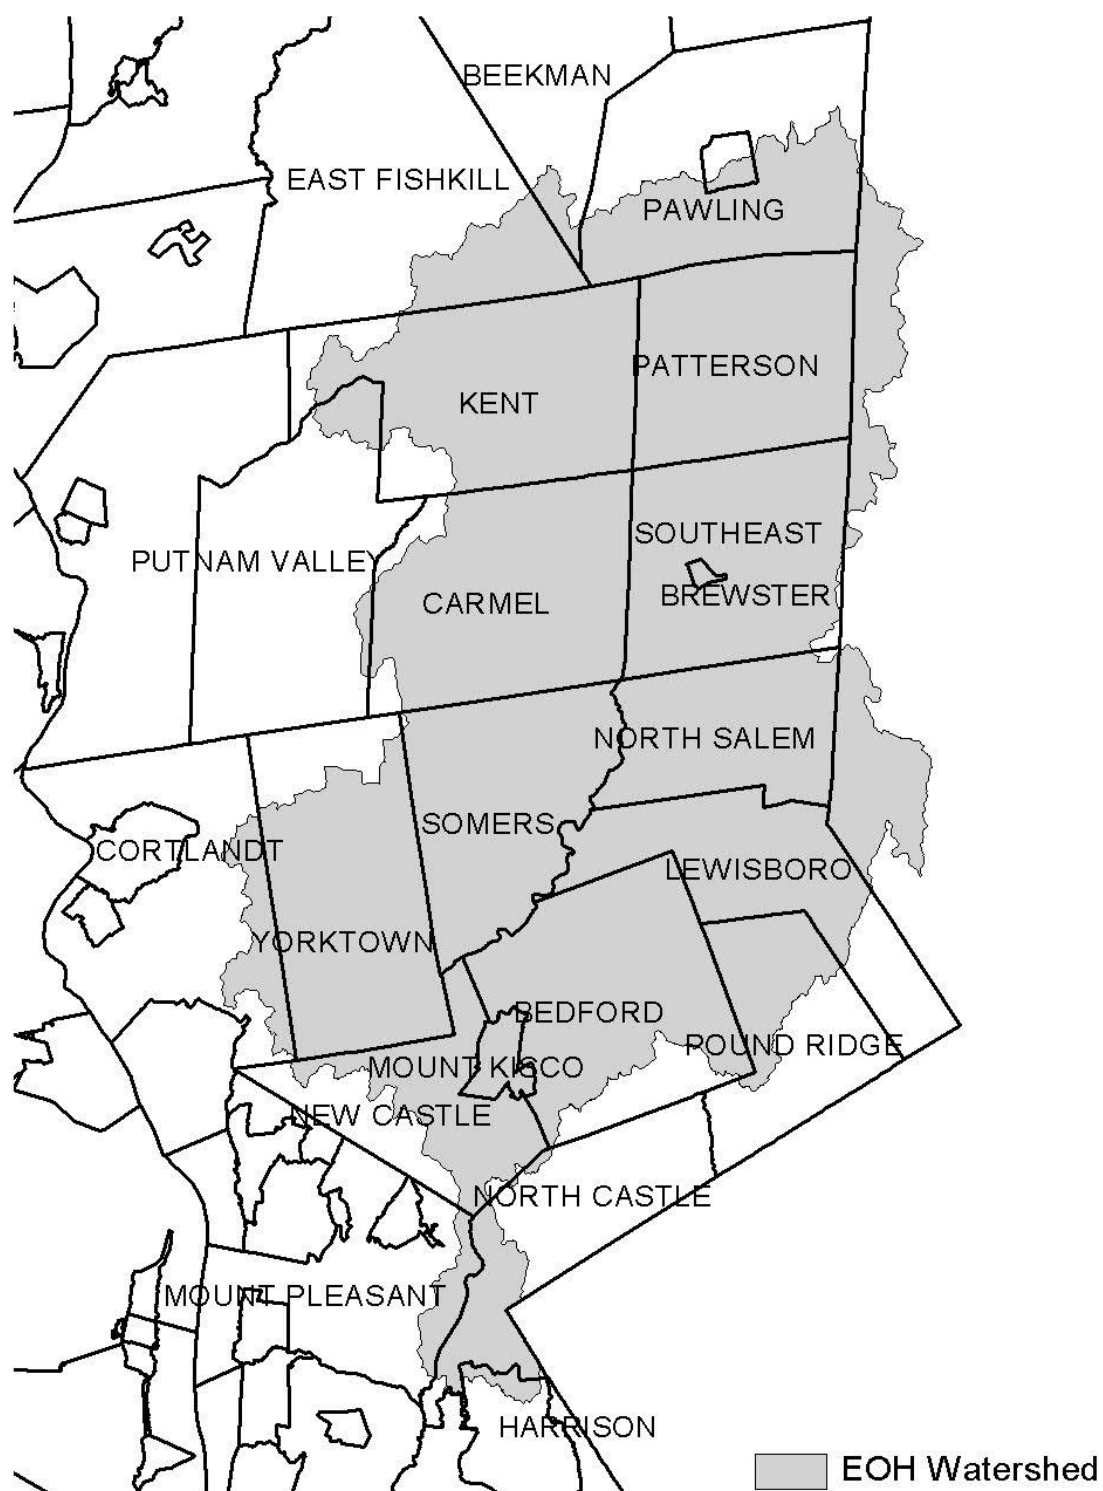 BEEKMAN
EAST FISHKILL
PAWLING
PATTERSON
KENT
SOUTHEAST
PUTNAM VALLEY
BREWSTER
CARMEL
NORTH SALEM
SOMERS
CORTLANDT
LEWISBORO
YORKTOWN
BEDFORD
POUND RIDGE
MOUNT KISCO
NEW CASTLE
NORTH CASTLE
MOUNT PLEASANT
HARRISON
EOH Watershed